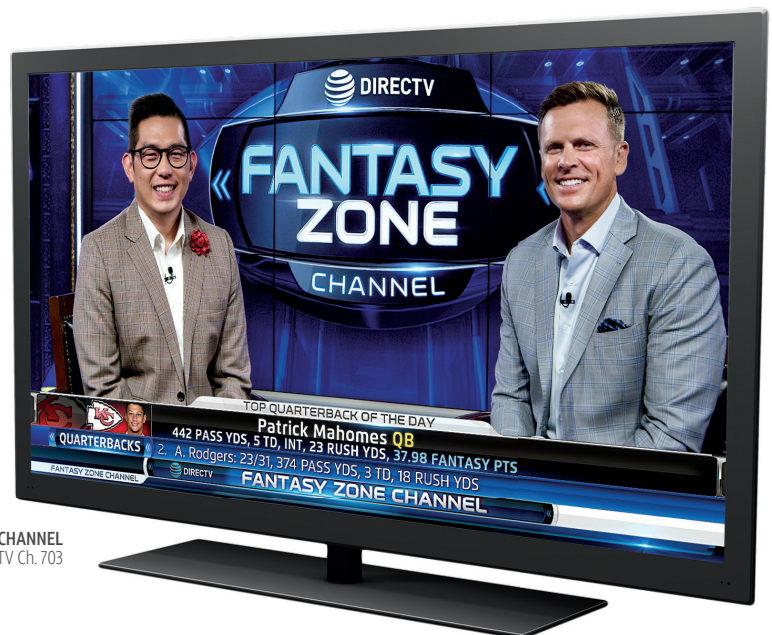 DIRECTV
FANTASY
ZONE
CHANNEL
TOP QUARTERBACK OF THE DAY
Patrick Mahomes QB
442 PASS YDS, 5 TD, INT, 23 RUSH YDS, 37.98 FANTASY PTS
QUARTERBACKS
2. A. Rodgers: 23/31, 374 PASS YDS, 3 TD, 18 RUSH YDS
FANTASY ZONE CHANNEL
DIRECTV
FANTASY ZONE CHANNEL
CHANNEL
TV Ch. 703